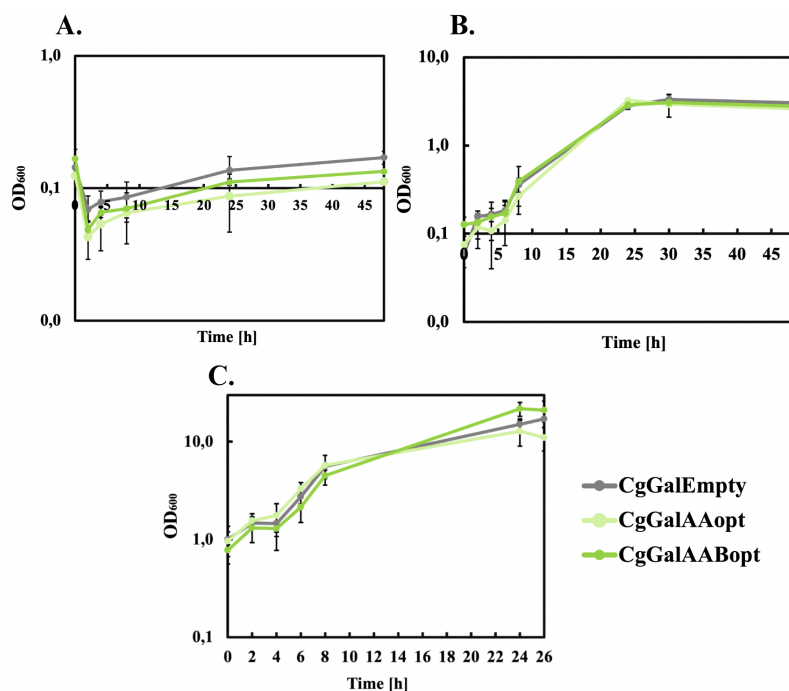 A.
1,0
OD600
0,1
0 5 10 15 20 25 30 35 40 45
0,0
Time [h]
B.
10,0
1,0
OD600
0,1
0 5 10 15 20 25 30 35 40 45
0,0
Time [h]
C.
10,0
OD600
1,0
0,1
0 2 4 6 8 10 12 14 16 18 20 22 24 26
Time [h]
CgGalEmpty
CgGalAAopt
CgGalAABopt